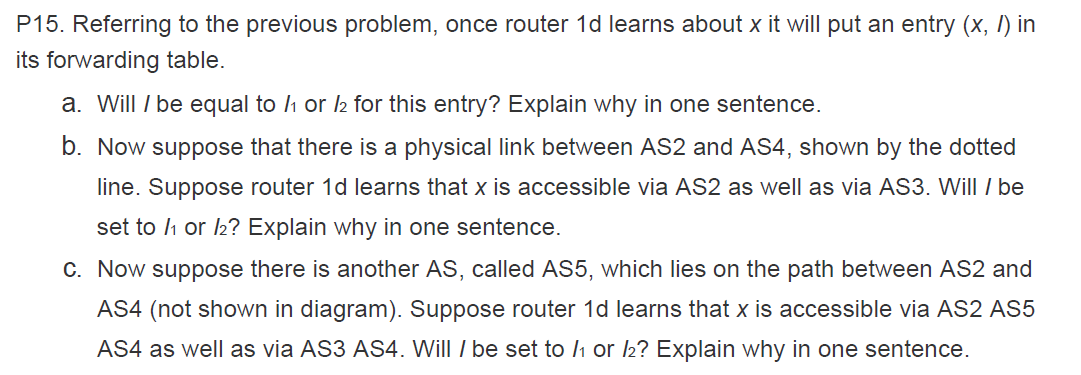 P15. Referring to the previous problem, once router 1d learns about x it will put an entry (x, I) in
its forwarding table.
a. Will I be equal to I₁ or I₂ for this entry? Explain why in one sentence.
b. Now suppose that there is a physical link between AS2 and AS4, shown by the dotted
line. Suppose router 1d learns that x is accessible via AS2 as well as via AS3. Will I be
set to I₁ or I₂? Explain why in one sentence.
c. Now suppose there is another AS, called AS5, which lies on the path between AS2 and
AS4 (not shown in diagram). Suppose router 1d learns that x is accessible via AS2 AS5
AS4 as well as via AS3 AS4. Will I be set to I₁ or I₂? Explain why in one sentence.